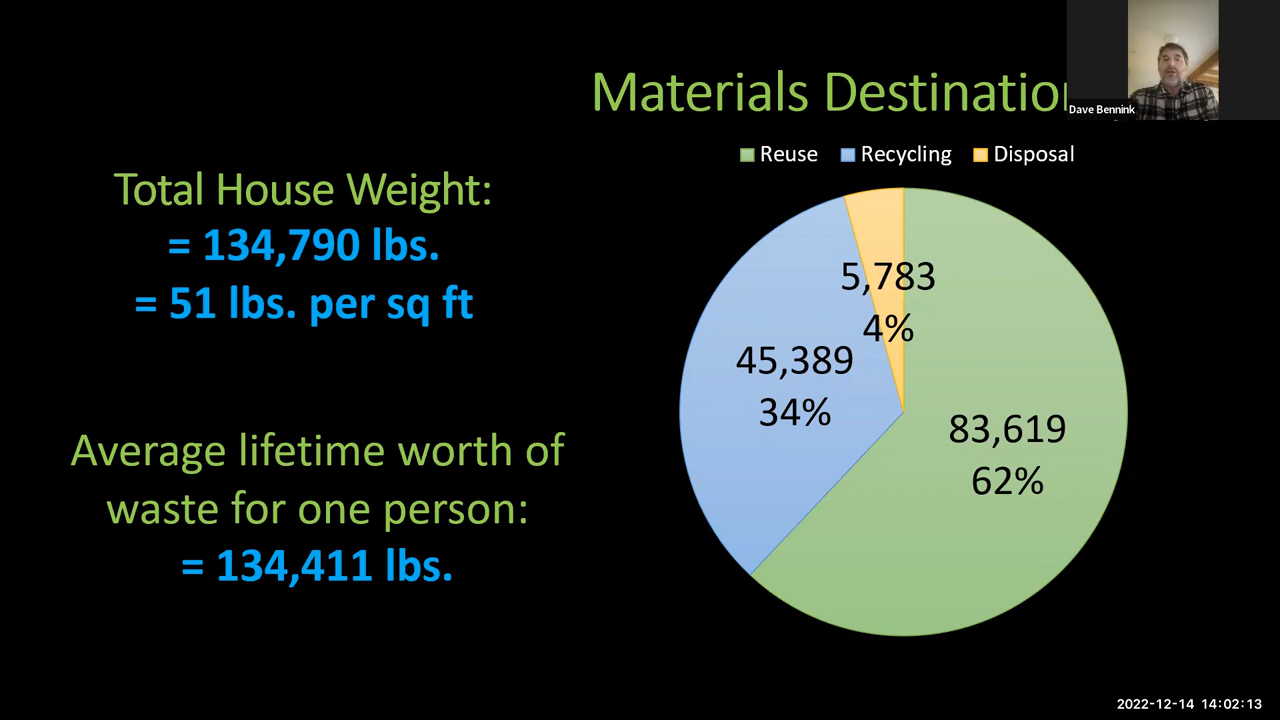 Materials Destination
Dave Bennink
Reuse Recycling Disposal
Total House Weight:
= 134,790 lbs.
= 51 lbs. per sq ft
Average lifetime worth of
waste for one person:
= 134,411 lbs.
5,783
4%
45,389
34%
83,619
62%
2022-12-14 14:02:13